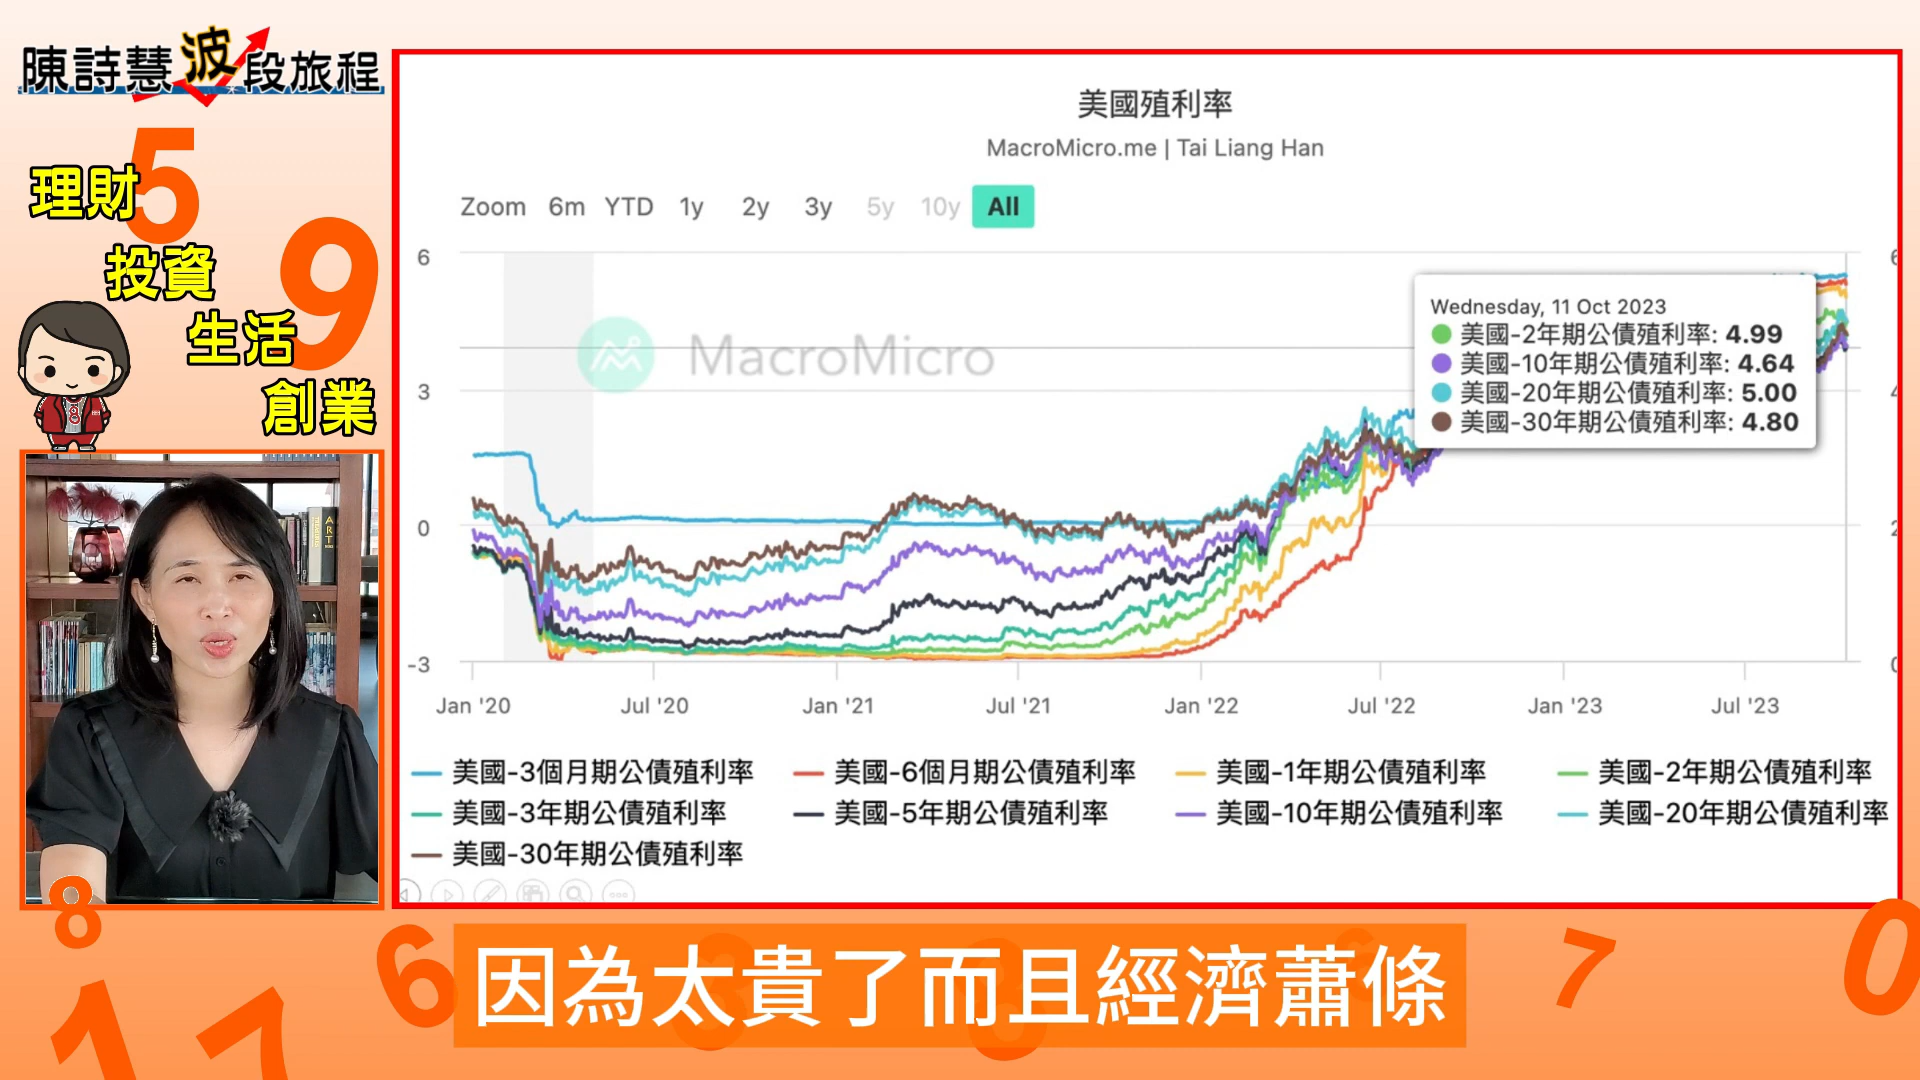 陳詩慧波段旅程
5
理財
投資
9
生活
創業
美國殖利率
MacroMicro.me | Tai Liang Han
Zoom 6m YTD 1y 2y 3y 5y 10y All
6
3
0
-3
6
4
2
0
MacroMicro
Wednesday, 11 Oct 2023
美國-2年期公債殖利率: 4.99
美國-10年期公債殖利率: 4.64
美國-20年期公債殖利率: 5.00
美國-30年期公債殖利率: 4.80
Jan '20 Jul '20 Jan '21 Jul '21 Jan '22 Jul '22 Jan '23 Jul '23
美國-3個月期公債殖利率 美國-6個月期公債殖利率 美國-1年期公債殖利率 美國-2年期公債殖利率
美國-3年期公債殖利率 美國-5年期公債殖利率 美國-10年期公債殖利率 美國-20年期公債殖利率
美國-30年期公債殖利率
ART
8
6
1
7
7
0
因為太貴了而且經濟蕭條